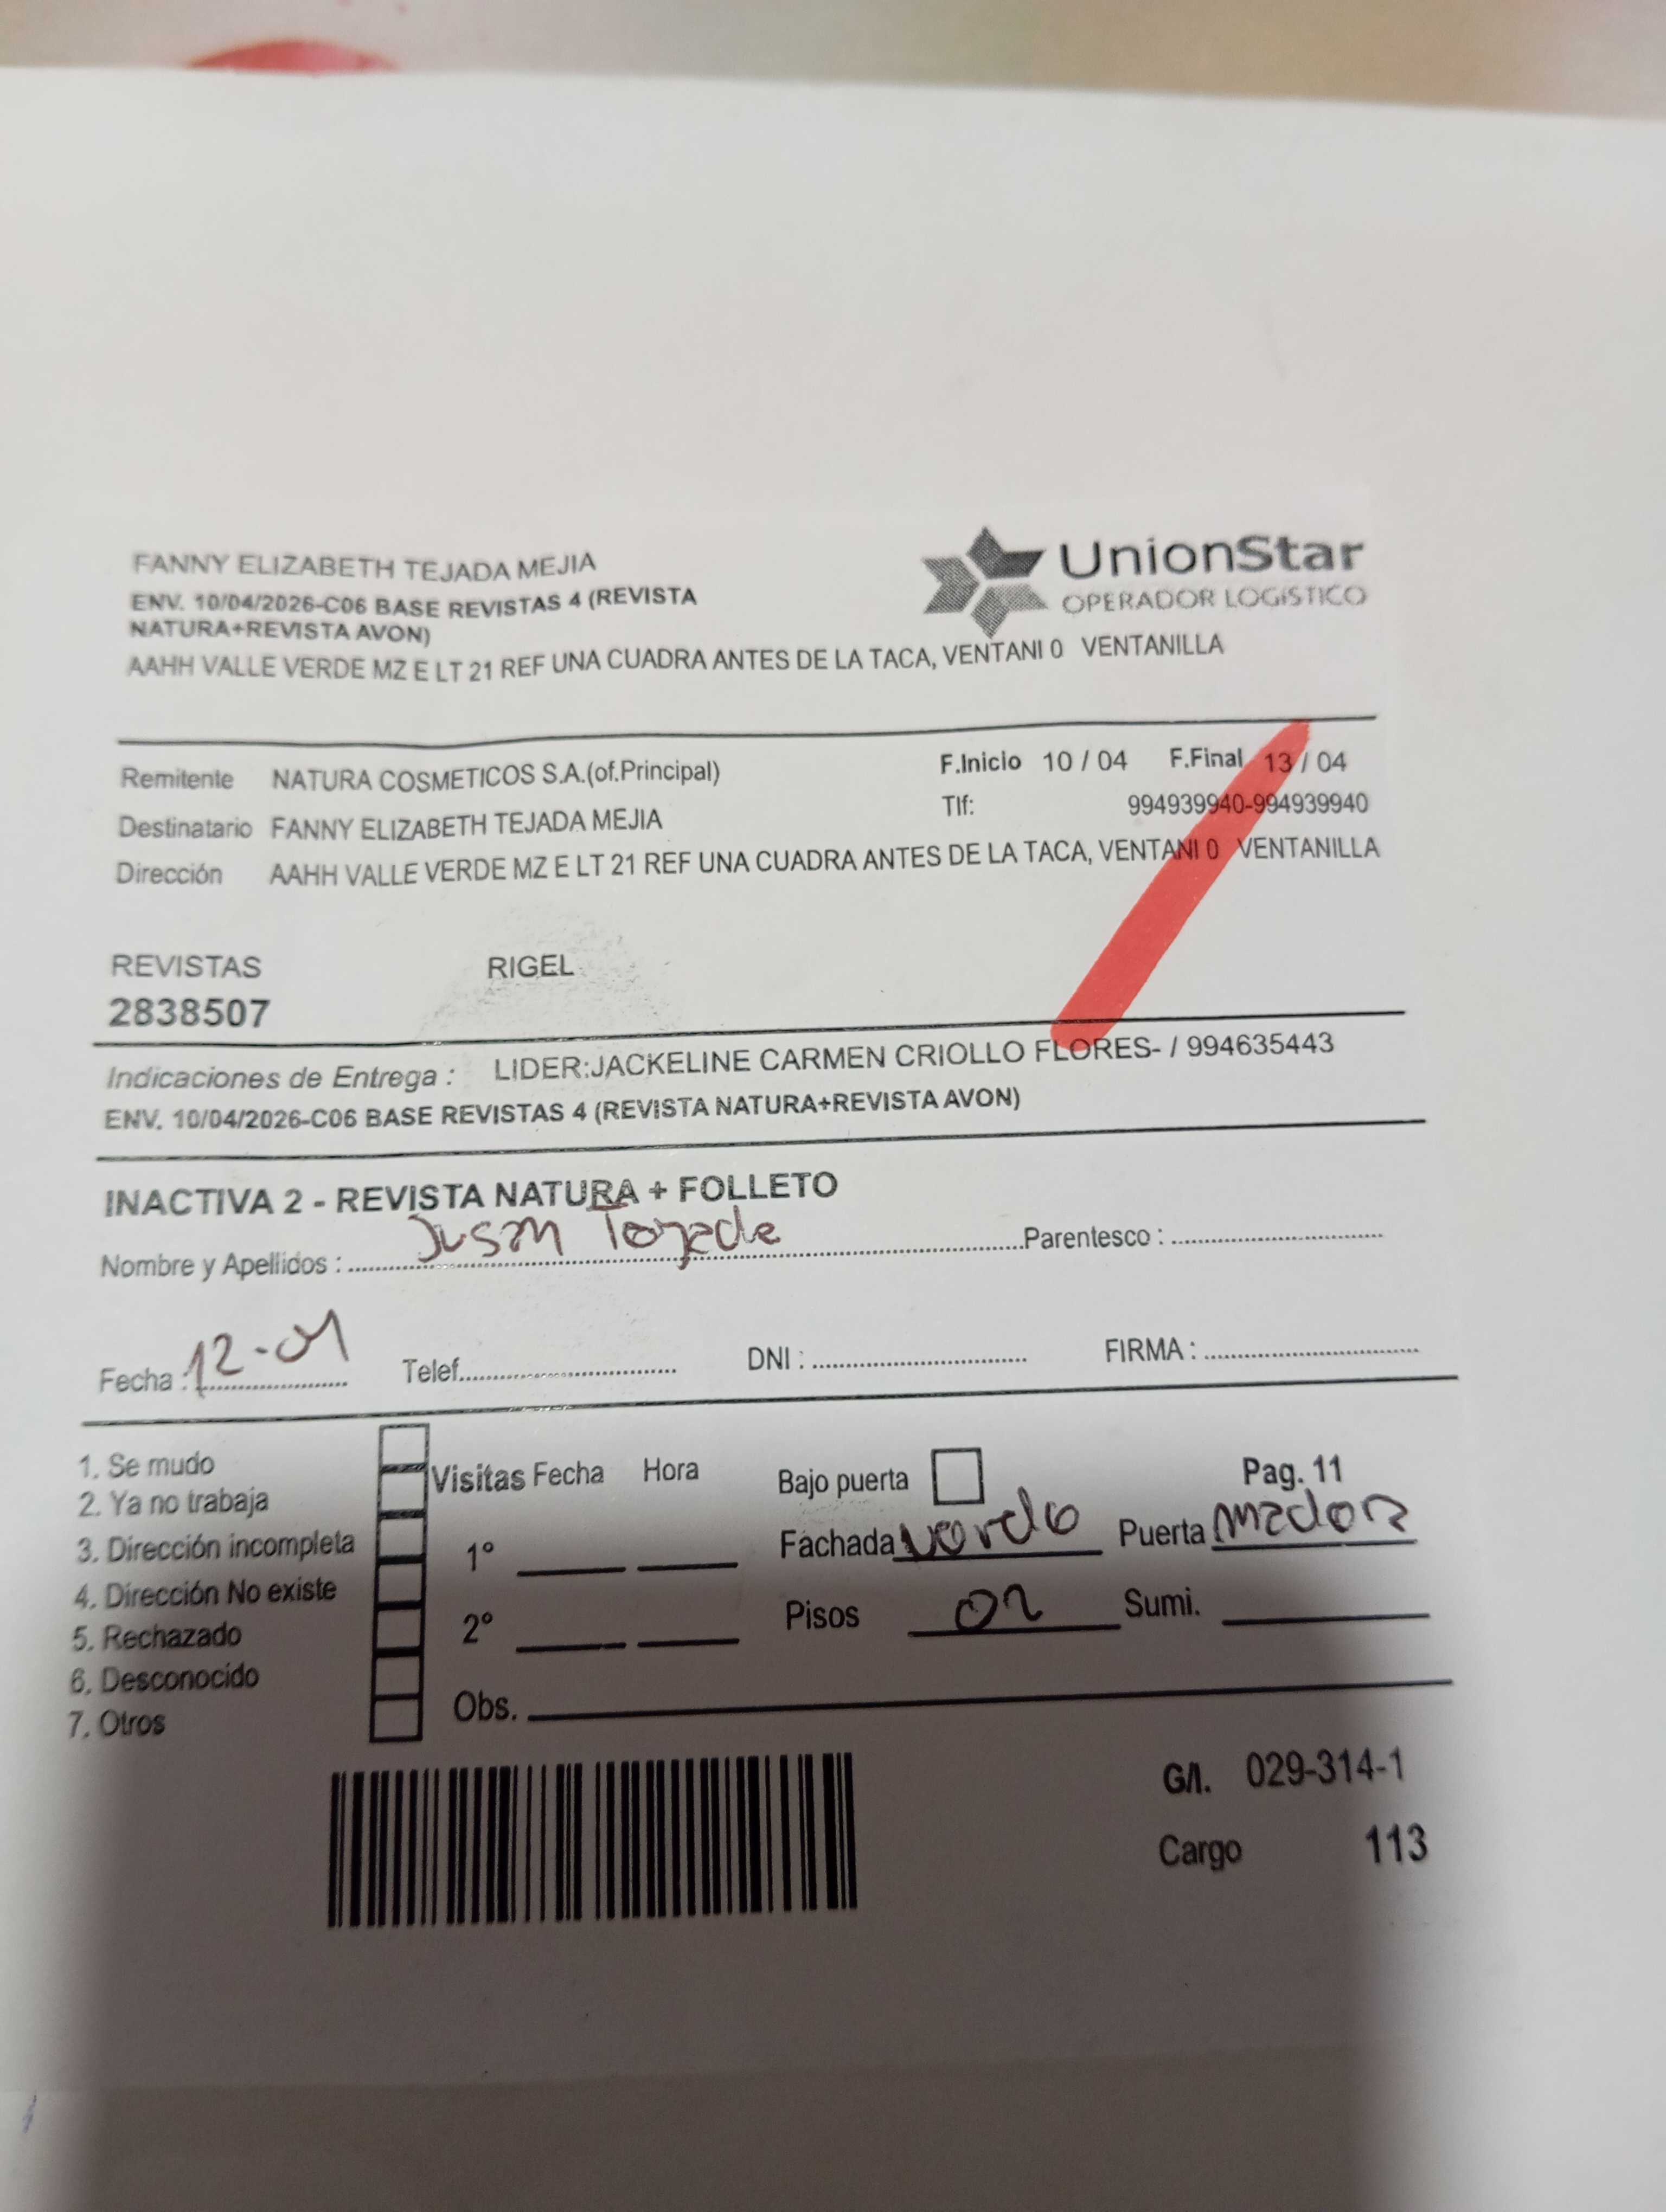 FANNY ELIZABETH TEJADA MEJIA
ENV. 10/04/2026-C06 BASE REVISTAS 4 (REVISTA
NATURA+REVISTA AVON)
AAHH VALLE VERDE MZ E LT 21 REF UNA CUADRA ANTES DE LA TACA, VENTANI 0 VENTANILLA
UnionStar
OPERADOR LOGÍSTICO
Remitente NATURA COSMETICOS S.A.(of.Principal) F.Inicio 10 / 04 F.Final 13 / 04
Destinatario FANNY ELIZABETH TEJADA MEJIA Tlf: 994939940-994939940
Dirección AAHH VALLE VERDE MZ E LT 21 REF UNA CUADRA ANTES DE LA TACA, VENTANI 0 VENTANILLA
REVISTAS RIGEL
2838507
Indicaciones de Entrega : LIDER:JACKELINE CARMEN CRIOLLO FLORES- / 994635443
ENV. 10/04/2026-C06 BASE REVISTAS 4 (REVISTA NATURA+REVISTA AVON)
INACTIVA 2 - REVISTA NATURA + FOLLETO
Nombre y Apellidos : Susan Parentesco :
Fecha : 12-04 Telef. DNI : FIRMA :
1. Se mudo
2. Ya no trabaja
3. Dirección incompleta
4. Dirección No existe
5. Rechazado
6. Desconocido
7. Otros
Visitas Fecha Hora
1°
2°
Obs.
Bajo puerta Pag. 11
Fachada verde Puerta
Pisos 02 Sumi.
G/I. 029-314-1
Cargo 113